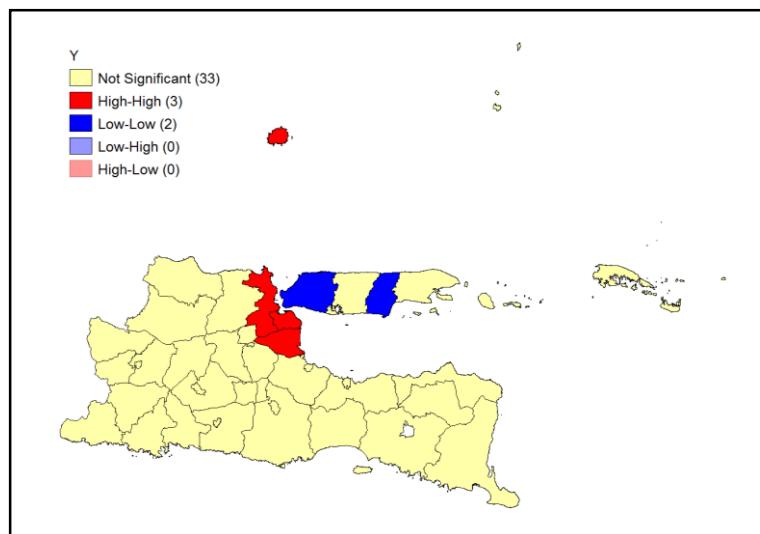 Y
Not Significant (33)
High-High (3)
Low-Low (2)
Low-High (0)
High-Low (0)